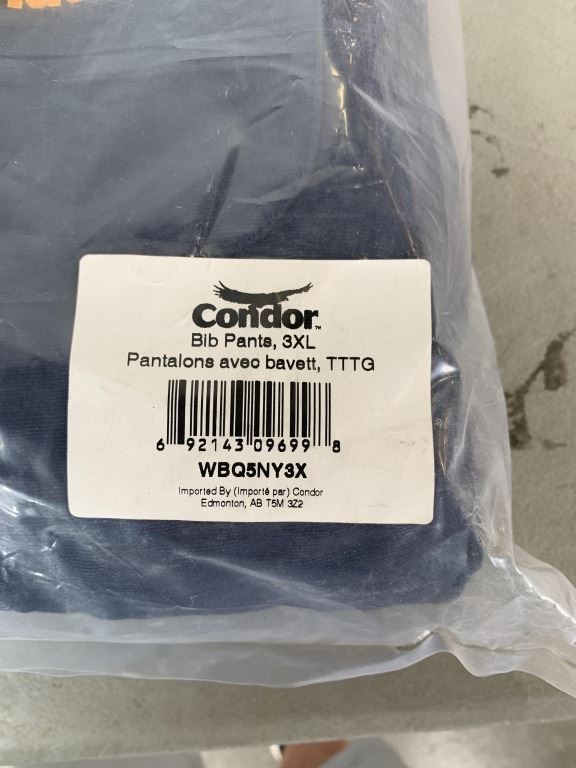 Condor™
Bib Pants, 3XL
Pantalons avec bavett, TTTG
6 92143 09699 8
WBQ5NY3X
Imported By (Importé par) Condor
Edmonton, AB T5M 3Z2